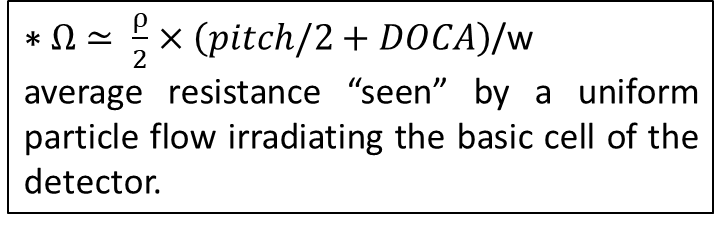 * Ω ≃ ρ/2 × (pitch/2 + DOCA)/w
average resistance “seen” by a uniform
particle flow irradiating the basic cell of the
detector.